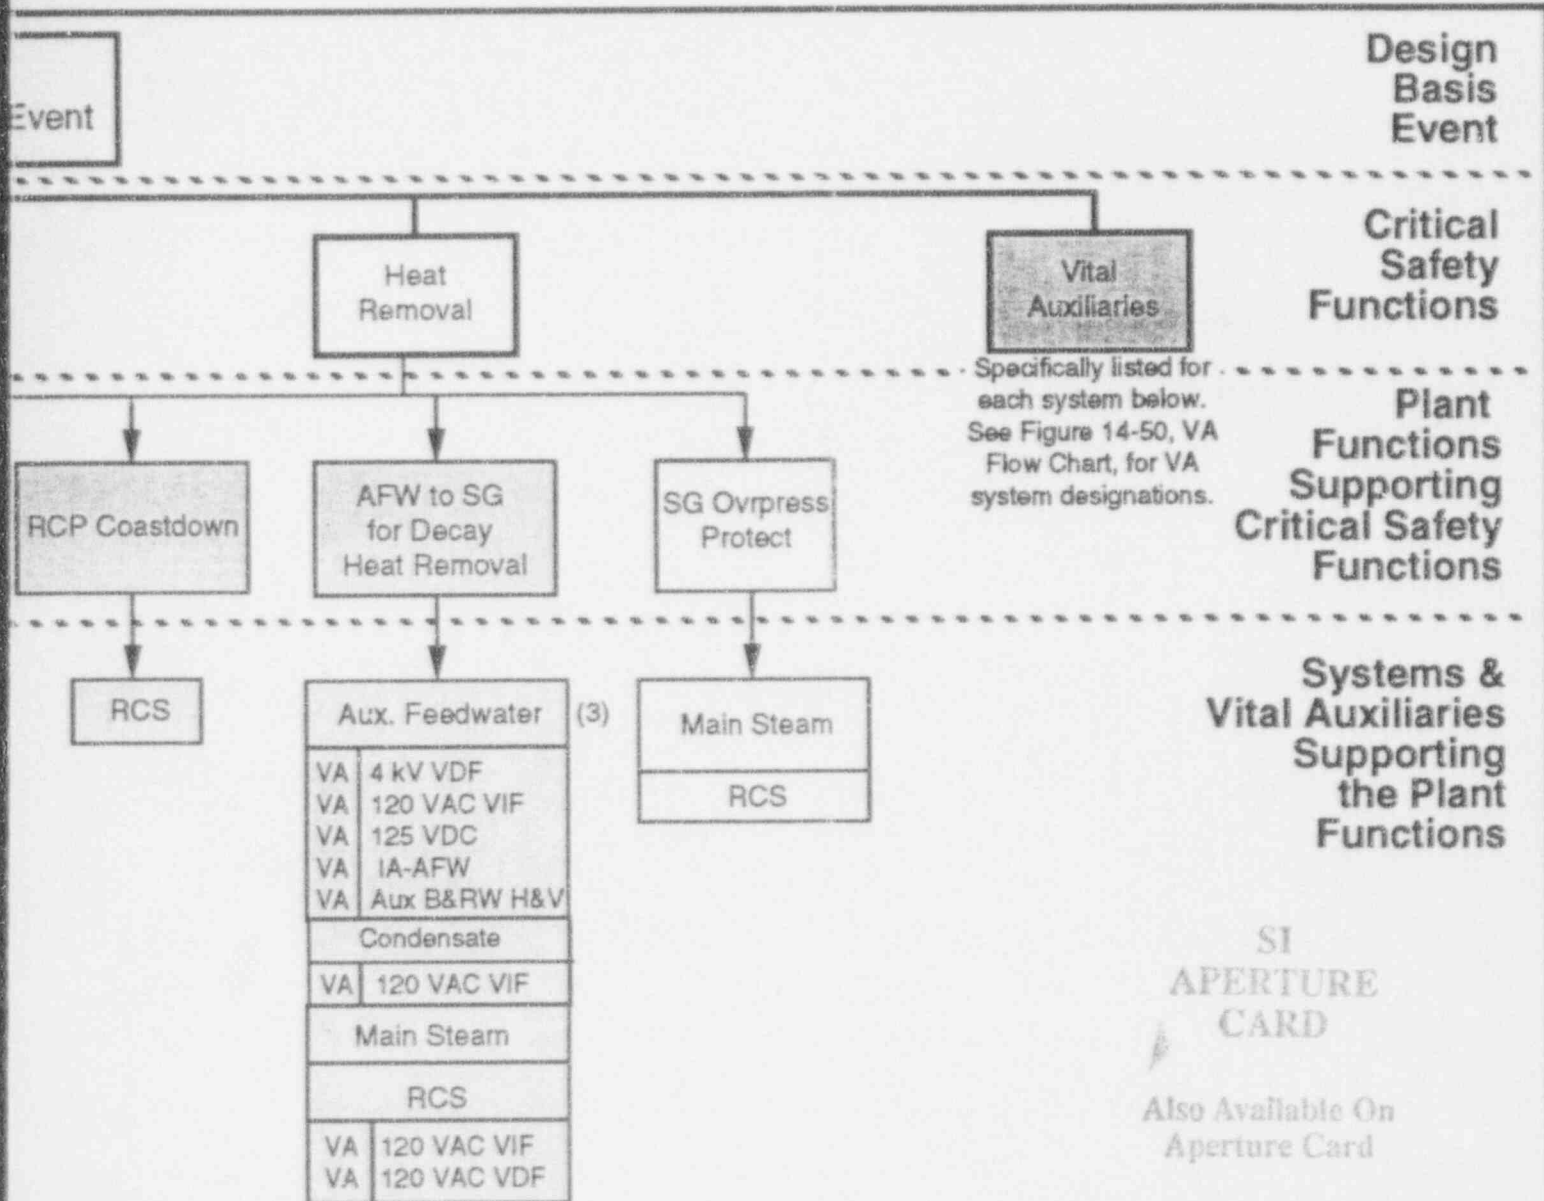 Event
Design
Basis
Event
Heat
Removal
Vital
Auxiliaries
Critical
Safety
Functions
Specifically listed for
each system below.
See Figure 14-50, VA
Flow Chart, for VA
system designations.
Plant
Functions
Supporting
Critical Safety
Functions
RCP Coastdown
AFW to SG
for Decay
Heat Removal
SG Ovrpress
Protect
RCS
Aux. Feedwater (3)
VA 4 kV VDF
VA 120 VAC VIF
VA 125 VDC
VA IA-AFW
VA Aux B&RW H&V
Condensate
VA 120 VAC VIF
Main Steam
RCS
VA 120 VAC VIF
VA 120 VAC VDF
Main Steam
RCS
Systems &
Vital Auxiliaries
Supporting
the Plant
Functions
SI
APERTURE
CARD
Also Available On
Aperture Card